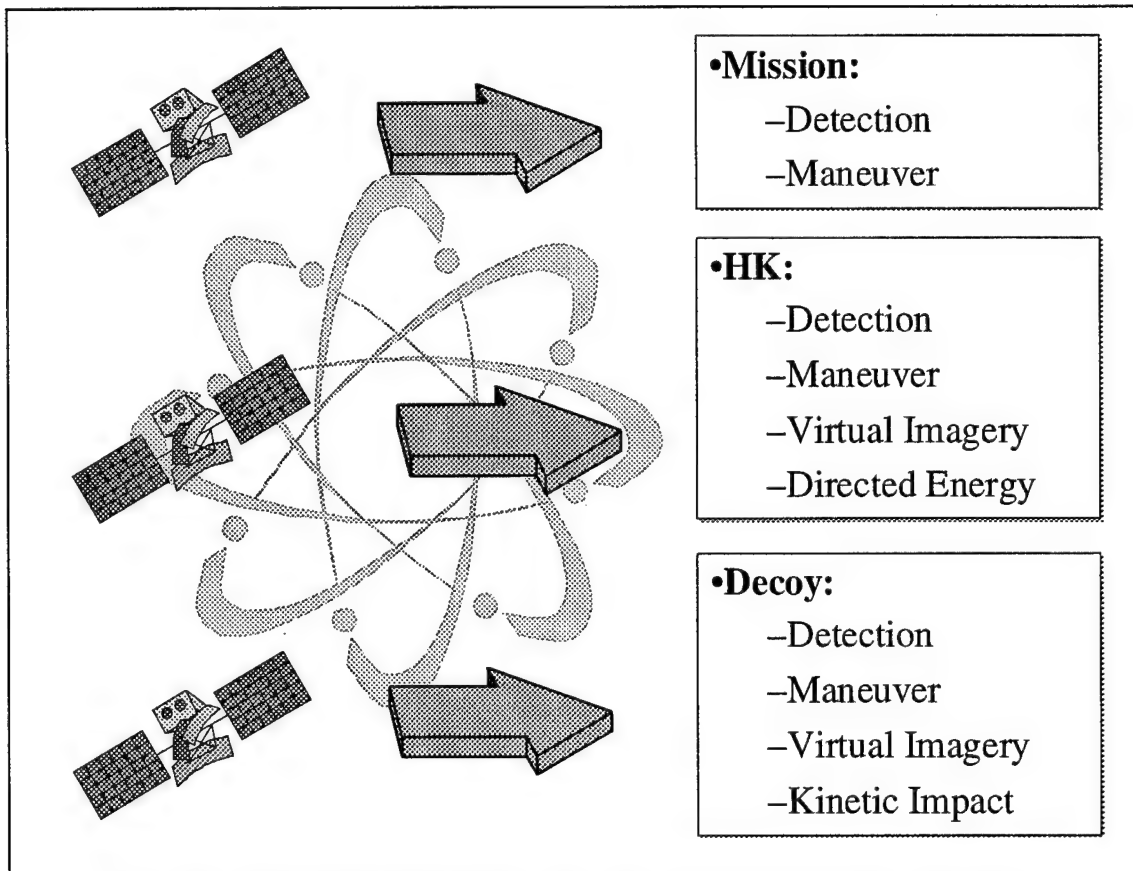 •Mission:
–Detection
–Maneuver
•HK:
–Detection
–Maneuver
–Virtual Imagery
–Directed Energy
•Decoy:
–Detection
–Maneuver
–Virtual Imagery
–Kinetic Impact